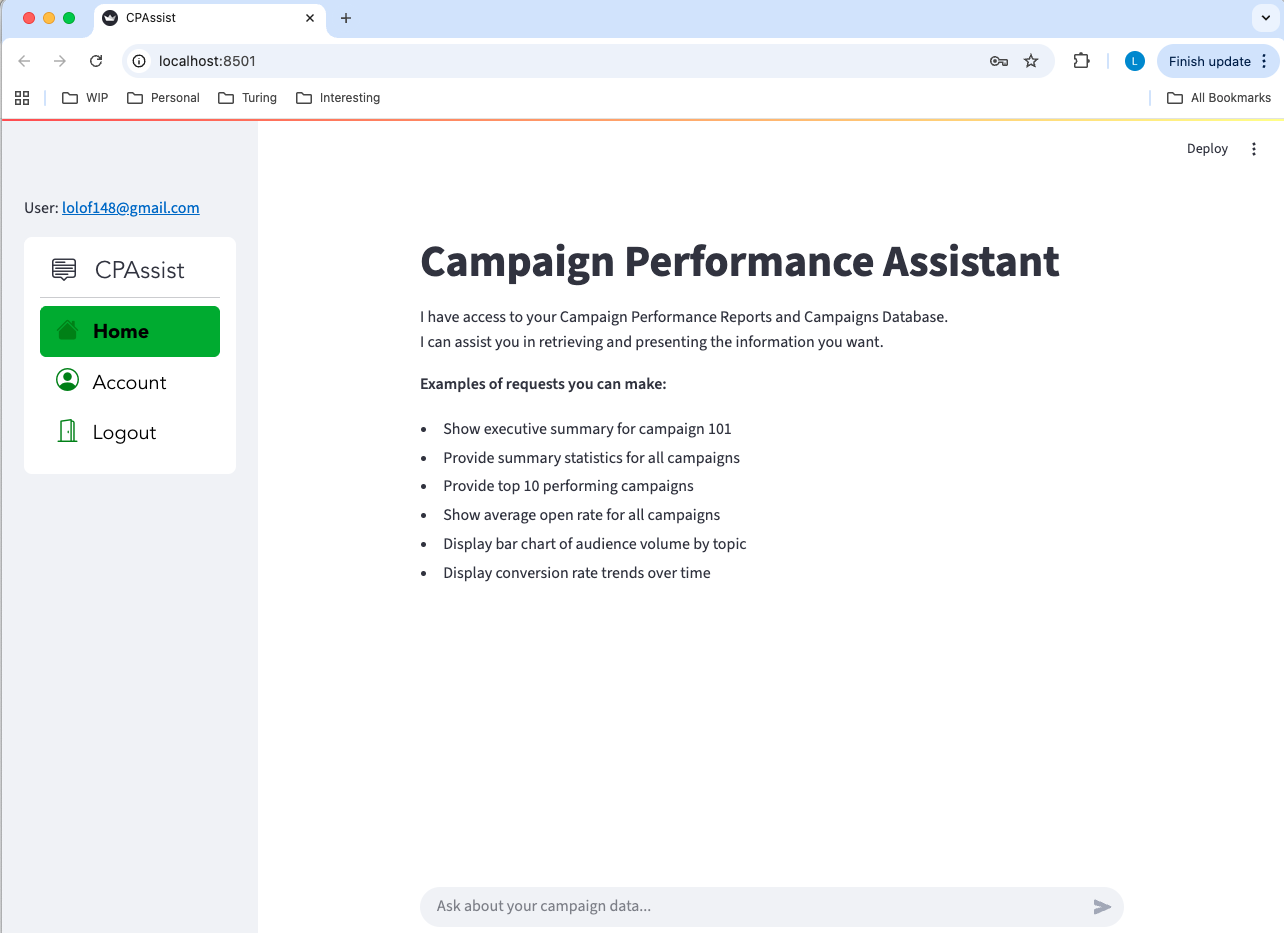 CPAssist
localhost:8501
L
Finish update
WIP
Personal
Turing
Interesting
All Bookmarks
Deploy
User: lolof148@gmail.com
CPAssist
Home
Account
Logout
Campaign Performance Assistant
I have access to your Campaign Performance Reports and Campaigns Database.
I can assist you in retrieving and presenting the information you want.
Examples of requests you can make:
• Show executive summary for campaign 101
• Provide summary statistics for all campaigns
• Provide top 10 performing campaigns
• Show average open rate for all campaigns
• Display bar chart of audience volume by topic
• Display conversion rate trends over time
Ask about your campaign data...